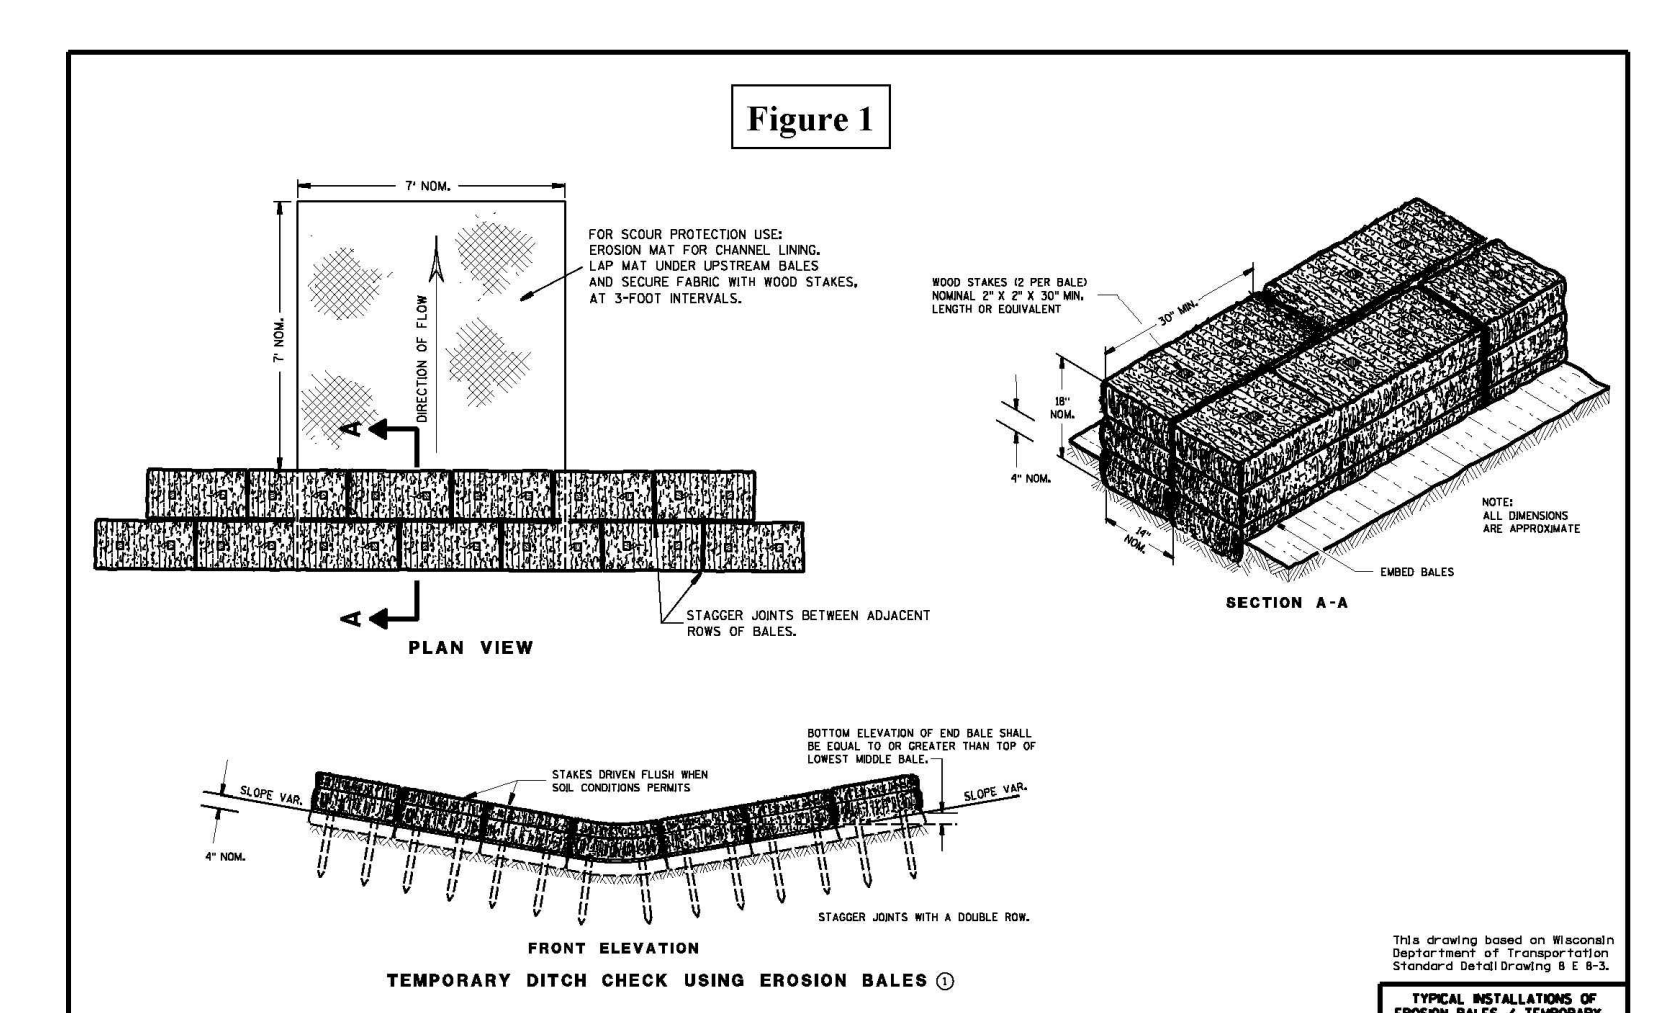 Figure 1
7' NOM.
7' NOM.
DIRECTION OF FLOW
FOR SCOUR PROTECTION USE:
EROSION MAT FOR CHANNEL LINING.
LAP MAT UNDER UPSTREAM BALES
AND SECURE FABRIC WITH WOOD STAKES,
AT 3-FOOT INTERVALS.
A
A
STAGGER JOINTS BETWEEN ADJACENT
ROWS OF BALES.
PLAN VIEW
WOOD STAKES (2 PER BALE)
NOMINAL 2" X 2" X 30" MIN.
LENGTH OR EQUIVALENT
30" MIN.
18"
NOM.
4" NOM.
14"
NOM.
NOTE:
ALL DIMENSIONS
ARE APPROXIMATE
EMBED BALES
SECTION A-A
BOTTOM ELEVATION OF END BALE SHALL
BE EQUAL TO OR GREATER THAN TOP OF
LOWEST MIDDLE BALE.
STAKES DRIVEN FLUSH WHEN
SOIL CONDITIONS PERMITS
SLOPE VAR.
SLOPE VAR.
4" NOM.
STAGGER JOINTS WITH A DOUBLE ROW.
FRONT ELEVATION
TEMPORARY DITCH CHECK USING EROSION BALES ①
This drawing based on Wisconsin
Deptartment of Transportation
Standard Detail Drawing 8 E 8-3.
TYPICAL INSTALLATIONS OF
EROSION BALES / TEMPORARY